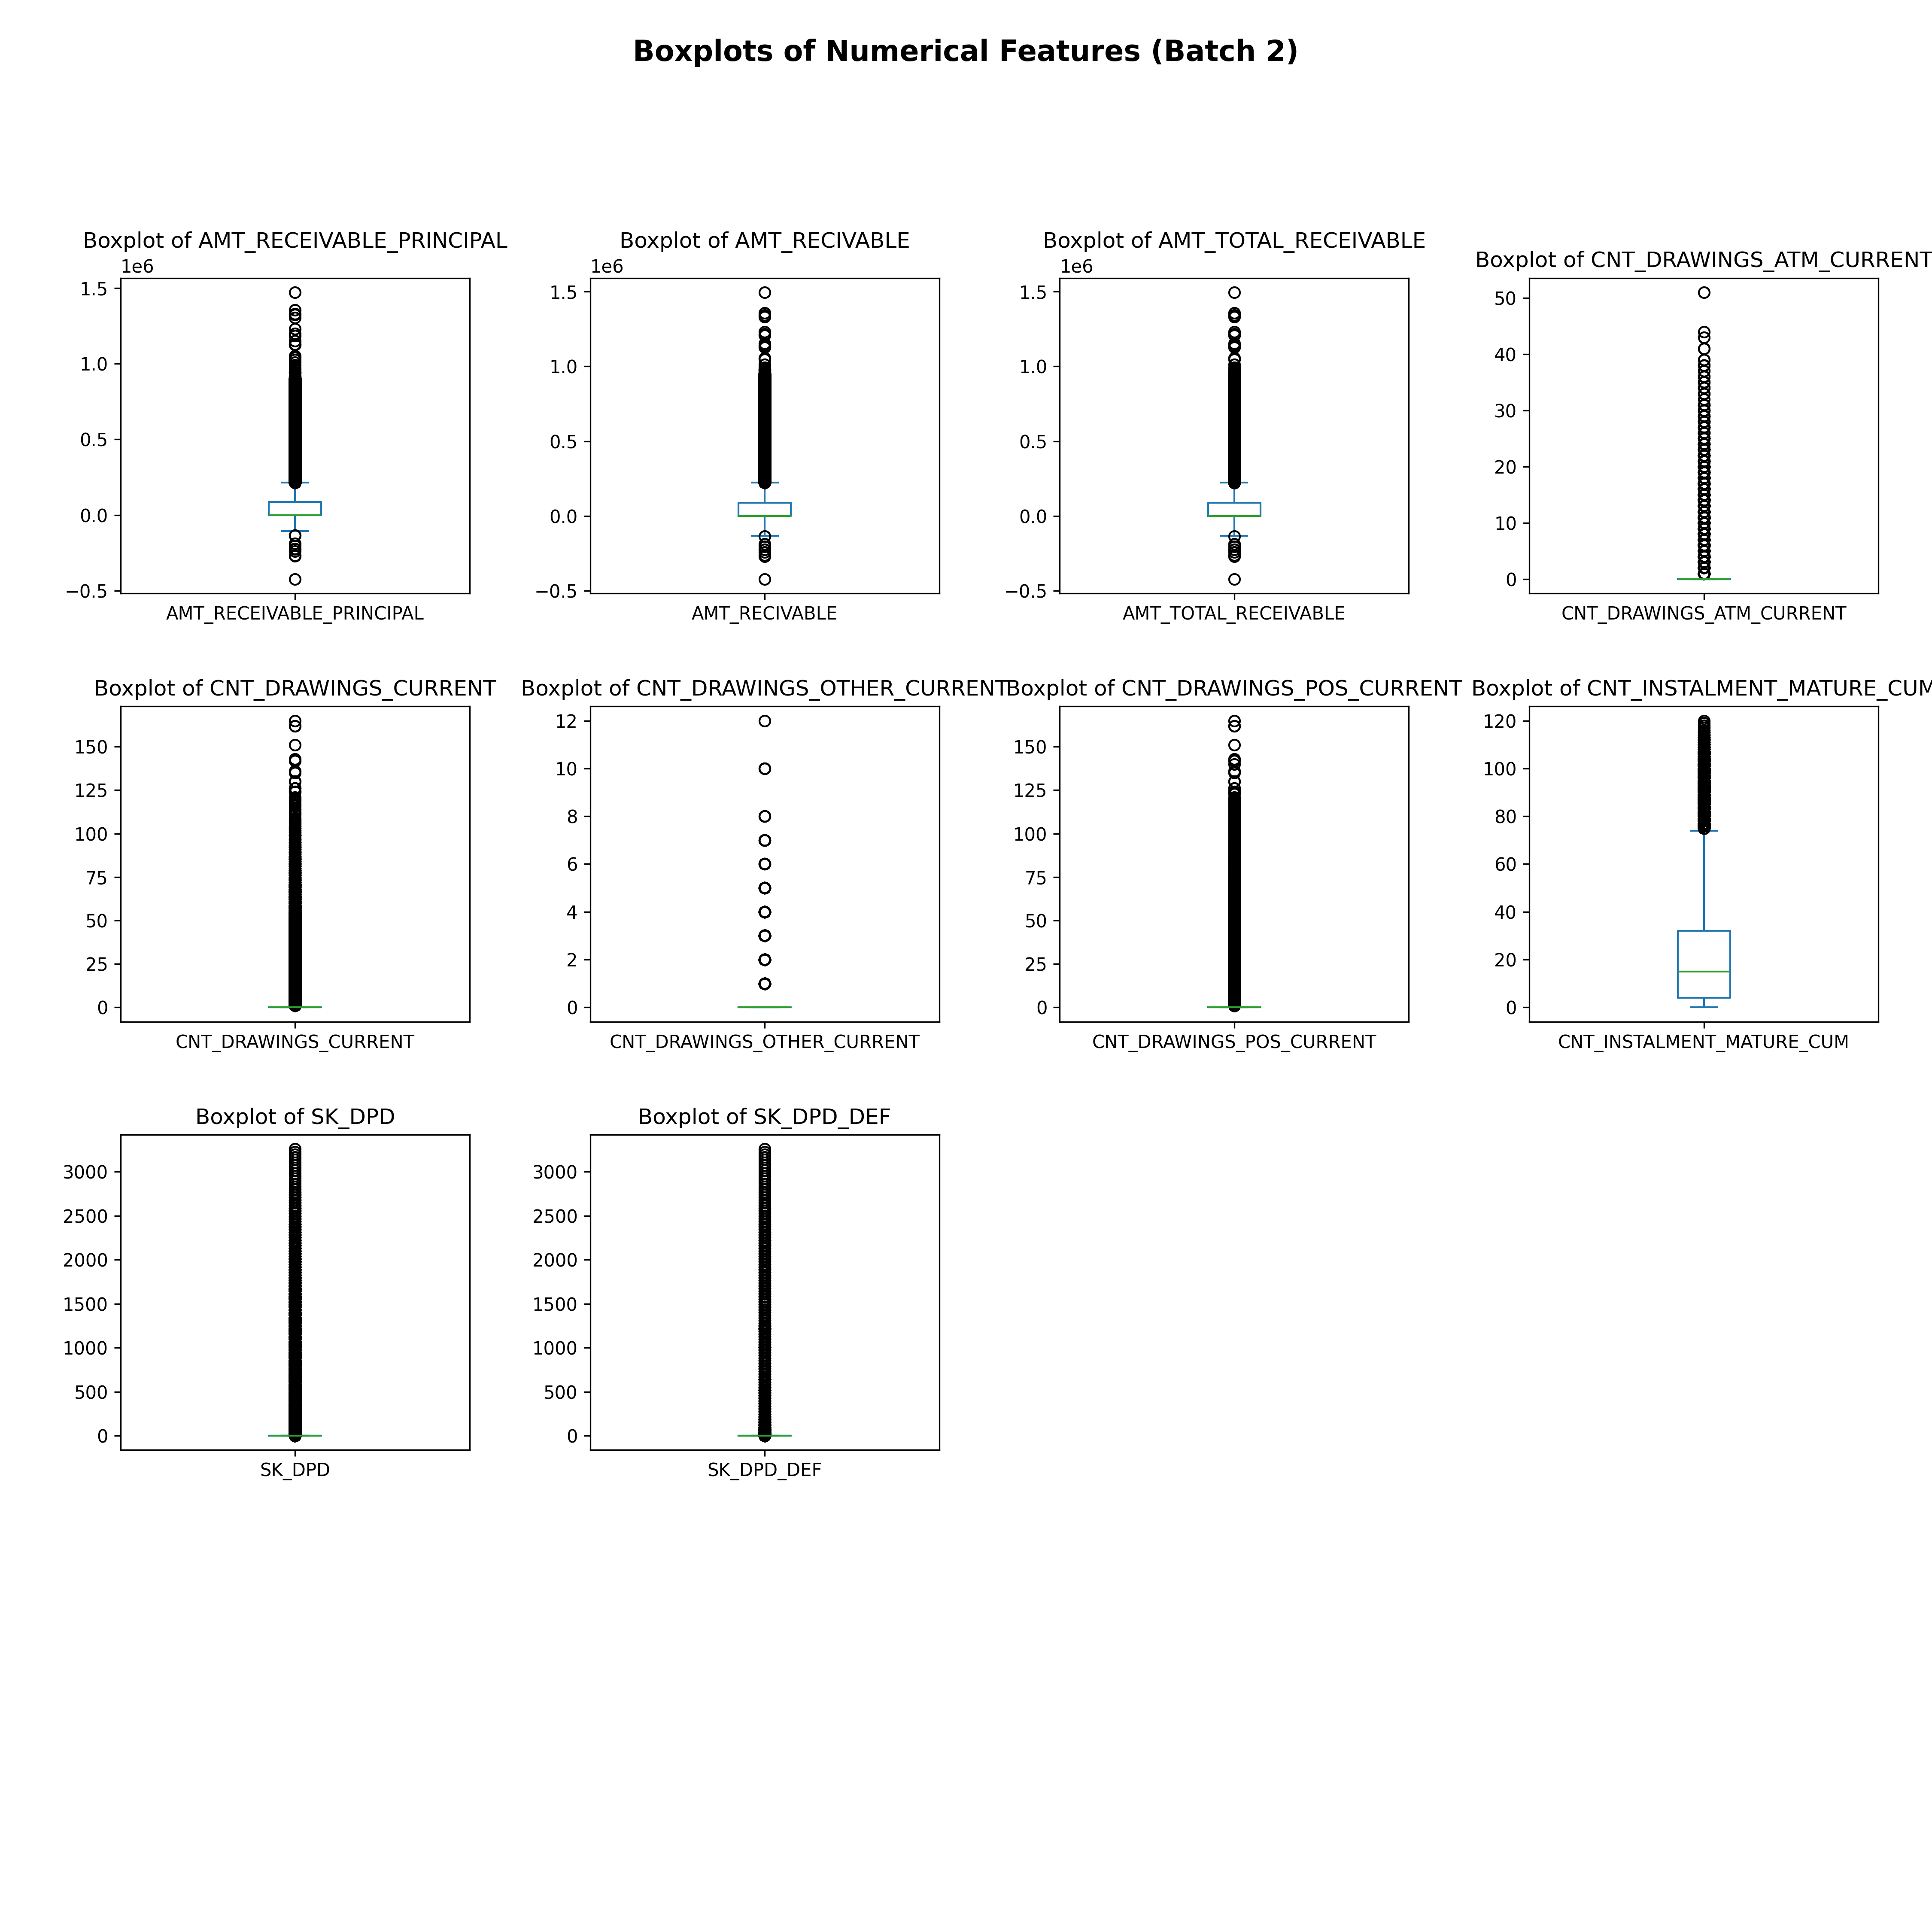 Boxplots of Numerical Features (Batch 2)
Boxplot of AMT_RECEIVABLE_PRINCIPAL
1e6
1.5
1.0
0.5
0.0
−0.5
AMT_RECEIVABLE_PRINCIPAL
Boxplot of AMT_RECIVABLE
1e6
1.5
1.0
0.5
0.0
−0.5
AMT_RECIVABLE
Boxplot of AMT_TOTAL_RECEIVABLE
1e6
1.5
1.0
0.5
0.0
−0.5
AMT_TOTAL_RECEIVABLE
Boxplot of CNT_DRAWINGS_ATM_CURRENT
50
40
30
20
10
0
CNT_DRAWINGS_ATM_CURRENT
Boxplot of CNT_DRAWINGS_CURRENT
150
125
100
75
50
25
0
CNT_DRAWINGS_CURRENT
Boxplot of CNT_DRAWINGS_OTHER_CURRENT
12
10
8
6
4
2
0
CNT_DRAWINGS_OTHER_CURRENT
Boxplot of CNT_DRAWINGS_POS_CURRENT
150
125
100
75
50
25
0
CNT_DRAWINGS_POS_CURRENT
Boxplot of CNT_INSTALMENT_MATURE_CUM
120
100
80
60
40
20
0
CNT_INSTALMENT_MATURE_CUM
Boxplot of SK_DPD
3000
2500
2000
1500
1000
500
0
SK_DPD
Boxplot of SK_DPD_DEF
3000
2500
2000
1500
1000
500
0
SK_DPD_DEF